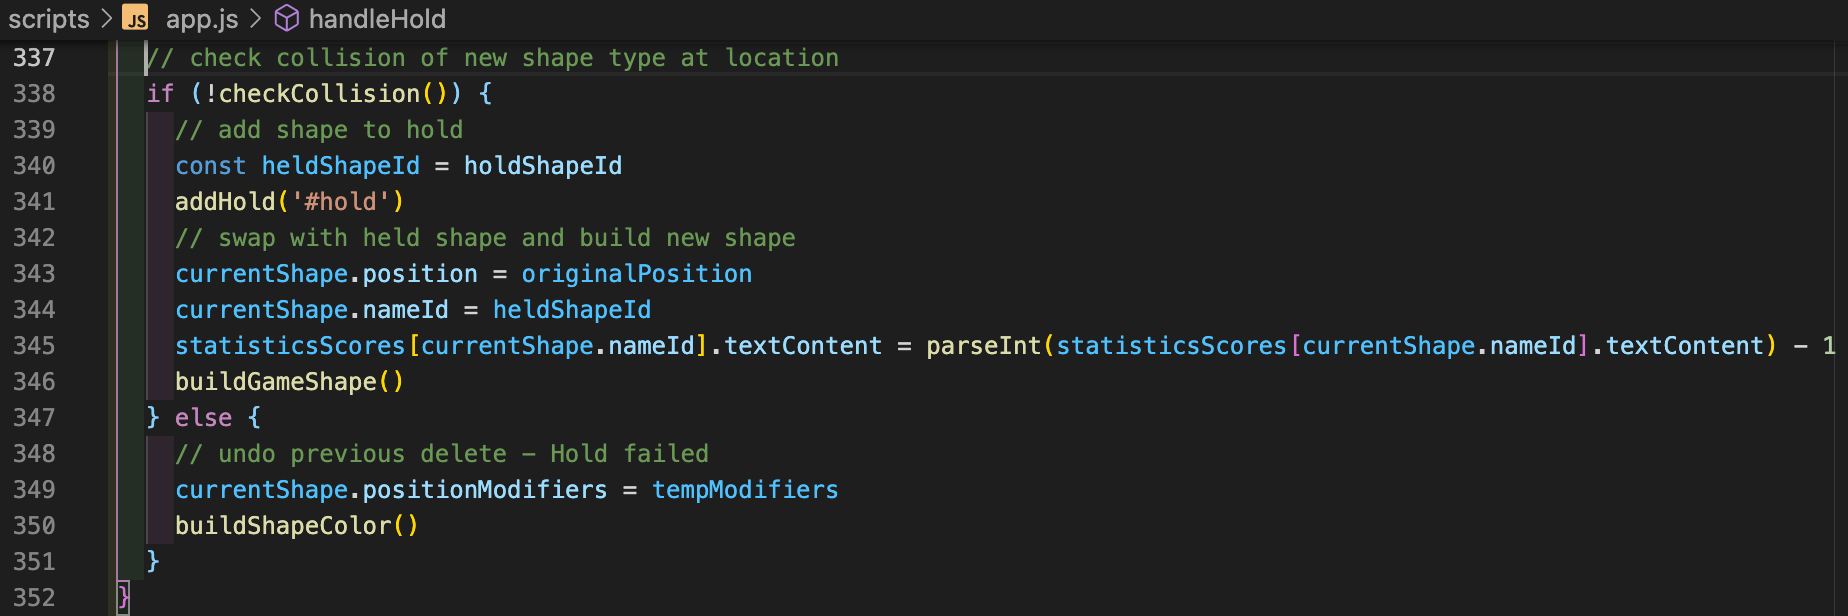 scripts > JS app.js > handleHold
337 // check collision of new shape type at location
338 if (!checkCollision()) {
339 // add shape to hold
340 const heldShapeId = holdShapeId
341 addHold('#hold')
342 // swap with held shape and build new shape
343 currentShape.position = originalPosition
344 currentShape.nameId = heldShapeId
345 statisticsScores[currentShape.nameId].textContent = parseInt(statisticsScores[currentShape.nameId].textContent) - 1
346 buildGameShape()
347 } else {
348 // undo previous delete - Hold failed
349 currentShape.positionModifiers = tempModifiers
350 buildShapeColor()
351 }
352 }